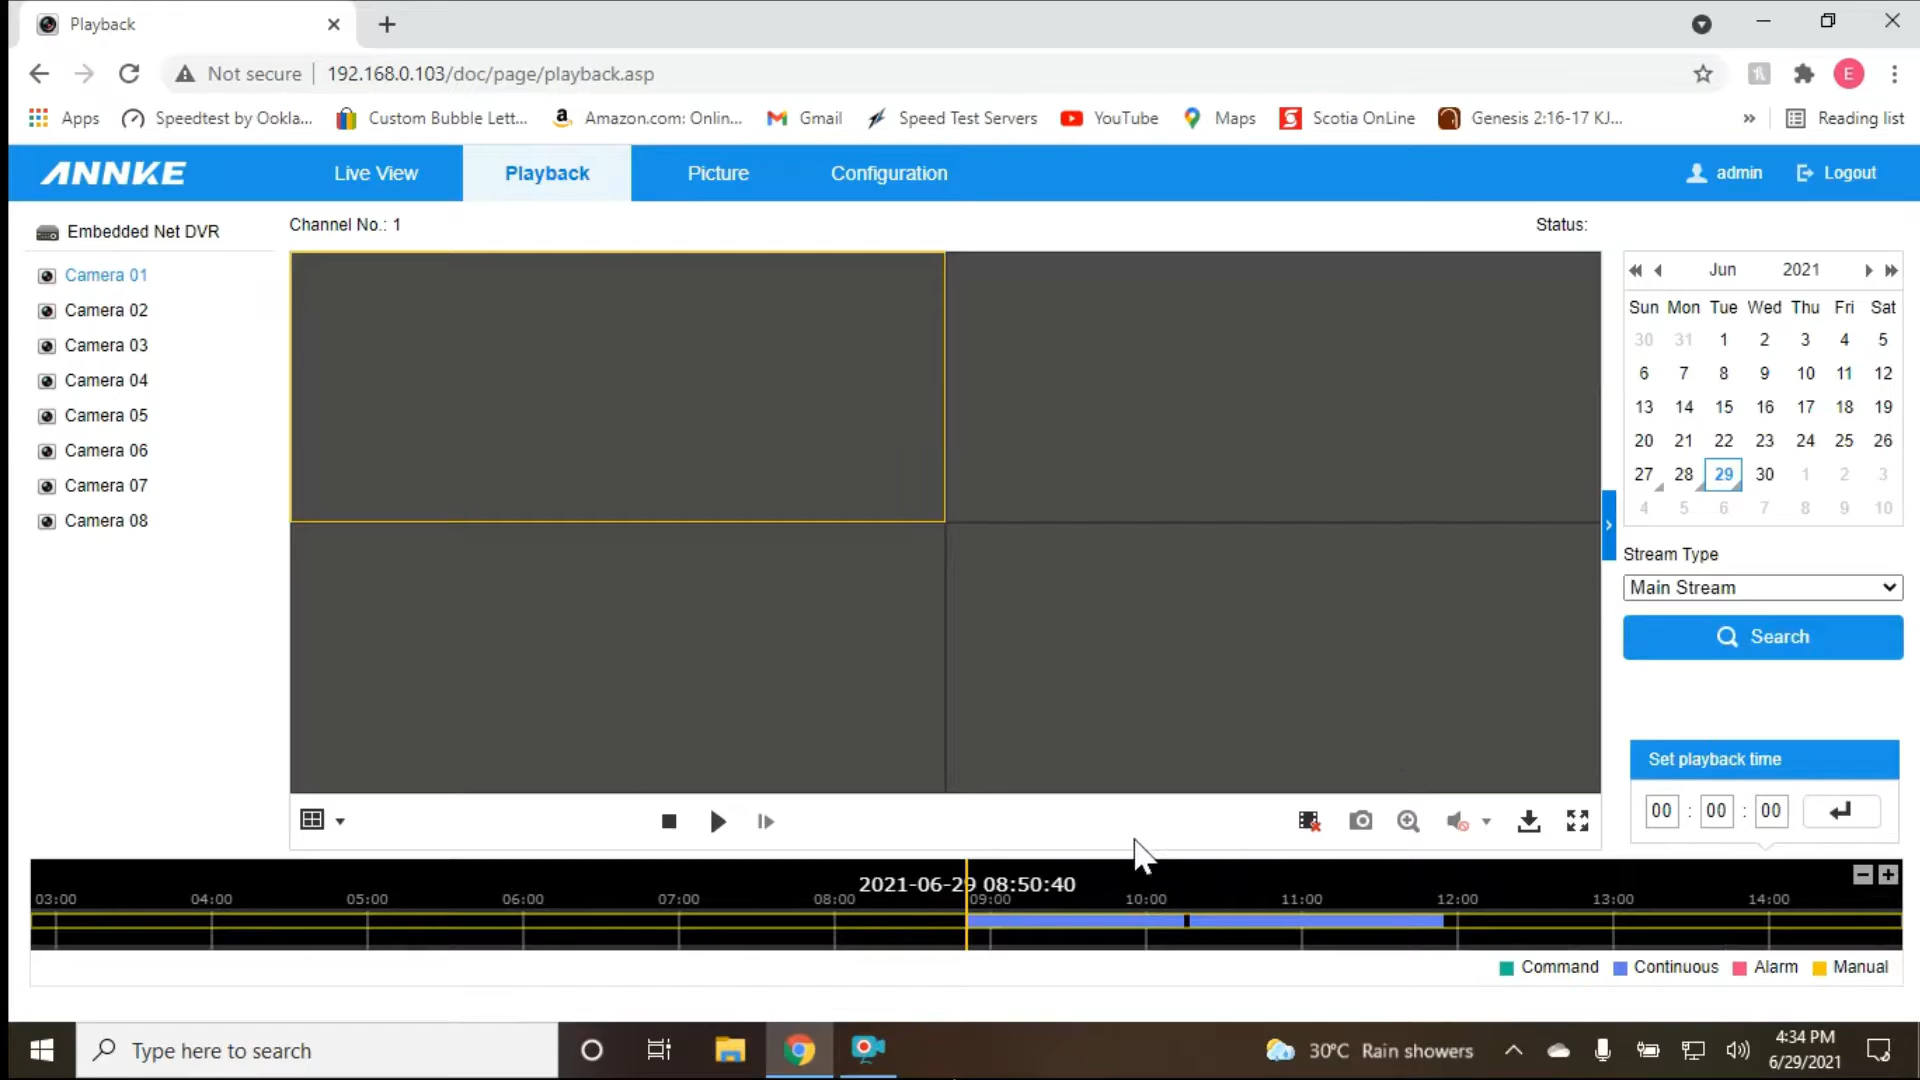 Playback
Not secure 192.168.0.103/doc/page/playback.asp
E
Apps Speedtest by Ookla... Custom Bubble Lett... Amazon.com: Onlin... Gmail Speed Test Servers YouTube Maps Scotia OnLine Genesis 2:16-17 KJ... » Reading list
ANNKE Live View Playback Picture Configuration admin Logout
Embedded Net DVR
Camera 01
Camera 02
Camera 03
Camera 04
Camera 05
Camera 06
Camera 07
Camera 08
Channel No.: 1
Status:
Jun 2021
Sun Mon Tue Wed Thu Fri Sat
30 31 1 2 3 4 5
6 7 8 9 10 11 12
13 14 15 16 17 18 19
20 21 22 23 24 25 26
27 28 29 30 1 2 3
4 5 6 7 8 9 10
Stream Type
Main Stream
Search
Set playback time
00 : 00 : 00
2021-06-29 08:50:40
03:00 04:00 05:00 06:00 07:00 08:00 09:00 10:00 11:00 12:00 13:00 14:00
Command Continuous Alarm Manual
Type here to search
30°C Rain showers
4:34 PM
6/29/2021